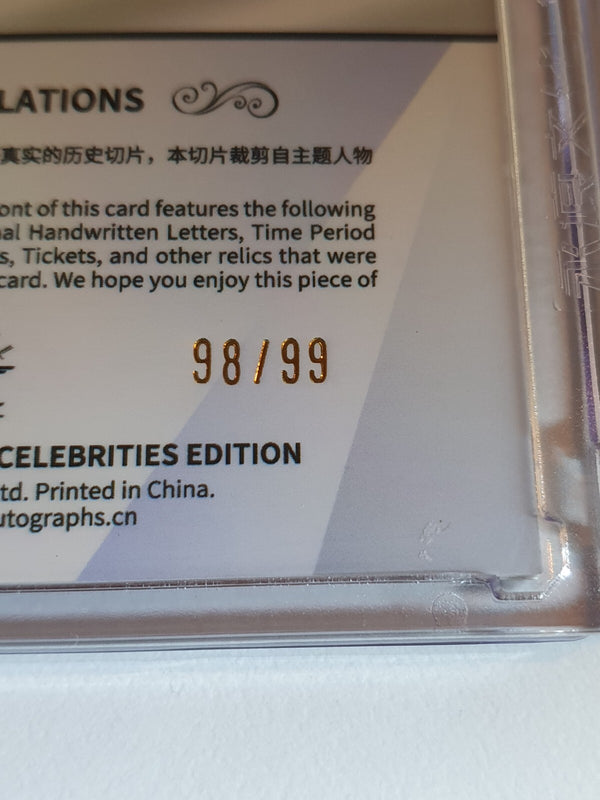 LATIONS
真实的历史切片，本切片裁剪自主题人物
ont of this card features the following
al Handwritten Letters, Time Period
s, Tickets, and other relics that were
card. We hope you enjoy this piece of
98/99
CELEBRITIES EDITION
td. Printed in China.
utographs.cn